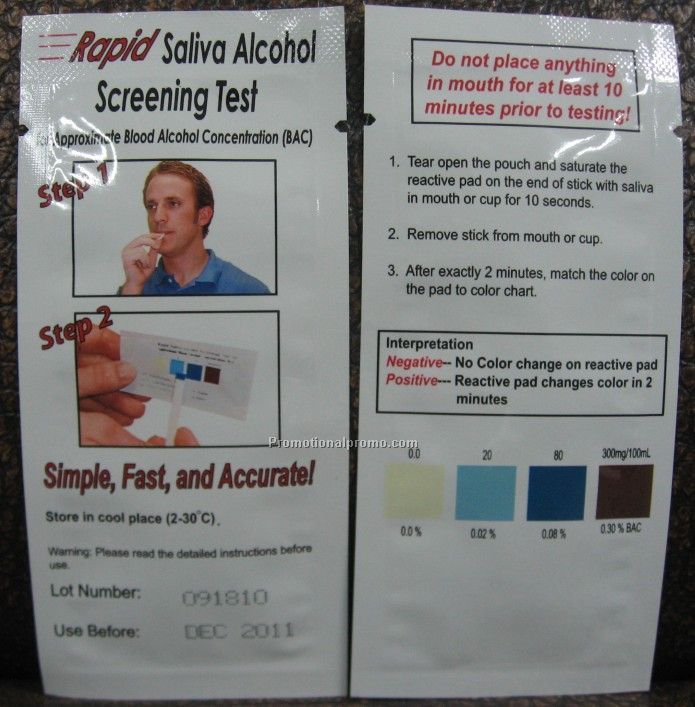 Rapid Saliva Alcohol
Screening Test
Approximate Blood Alcohol Concentration (BAC)
Step 1
Step 2
Simple, Fast, and Accurate!
Store in cool place (2-30°C).
Warning: Please read the detailed instructions before
use.
Lot Number: 091810
Use Before: DEC 2011
Do not place anything
in mouth for at least 10
minutes prior to testing!
1. Tear open the pouch and saturate the
reactive pad on the end of stick with saliva
in mouth or cup for 10 seconds.
2. Remove stick from mouth or cup.
3. After exactly 2 minutes, match the color on
the pad to color chart.
Interpretation
Negative-- No Color change on reactive pad
Positive--- Reactive pad changes color in 2
minutes
0.0 20 80 300mg/100mL
0.0 % 0.02 % 0.08 % 0.30 % BAC
Promotionalpromo.com